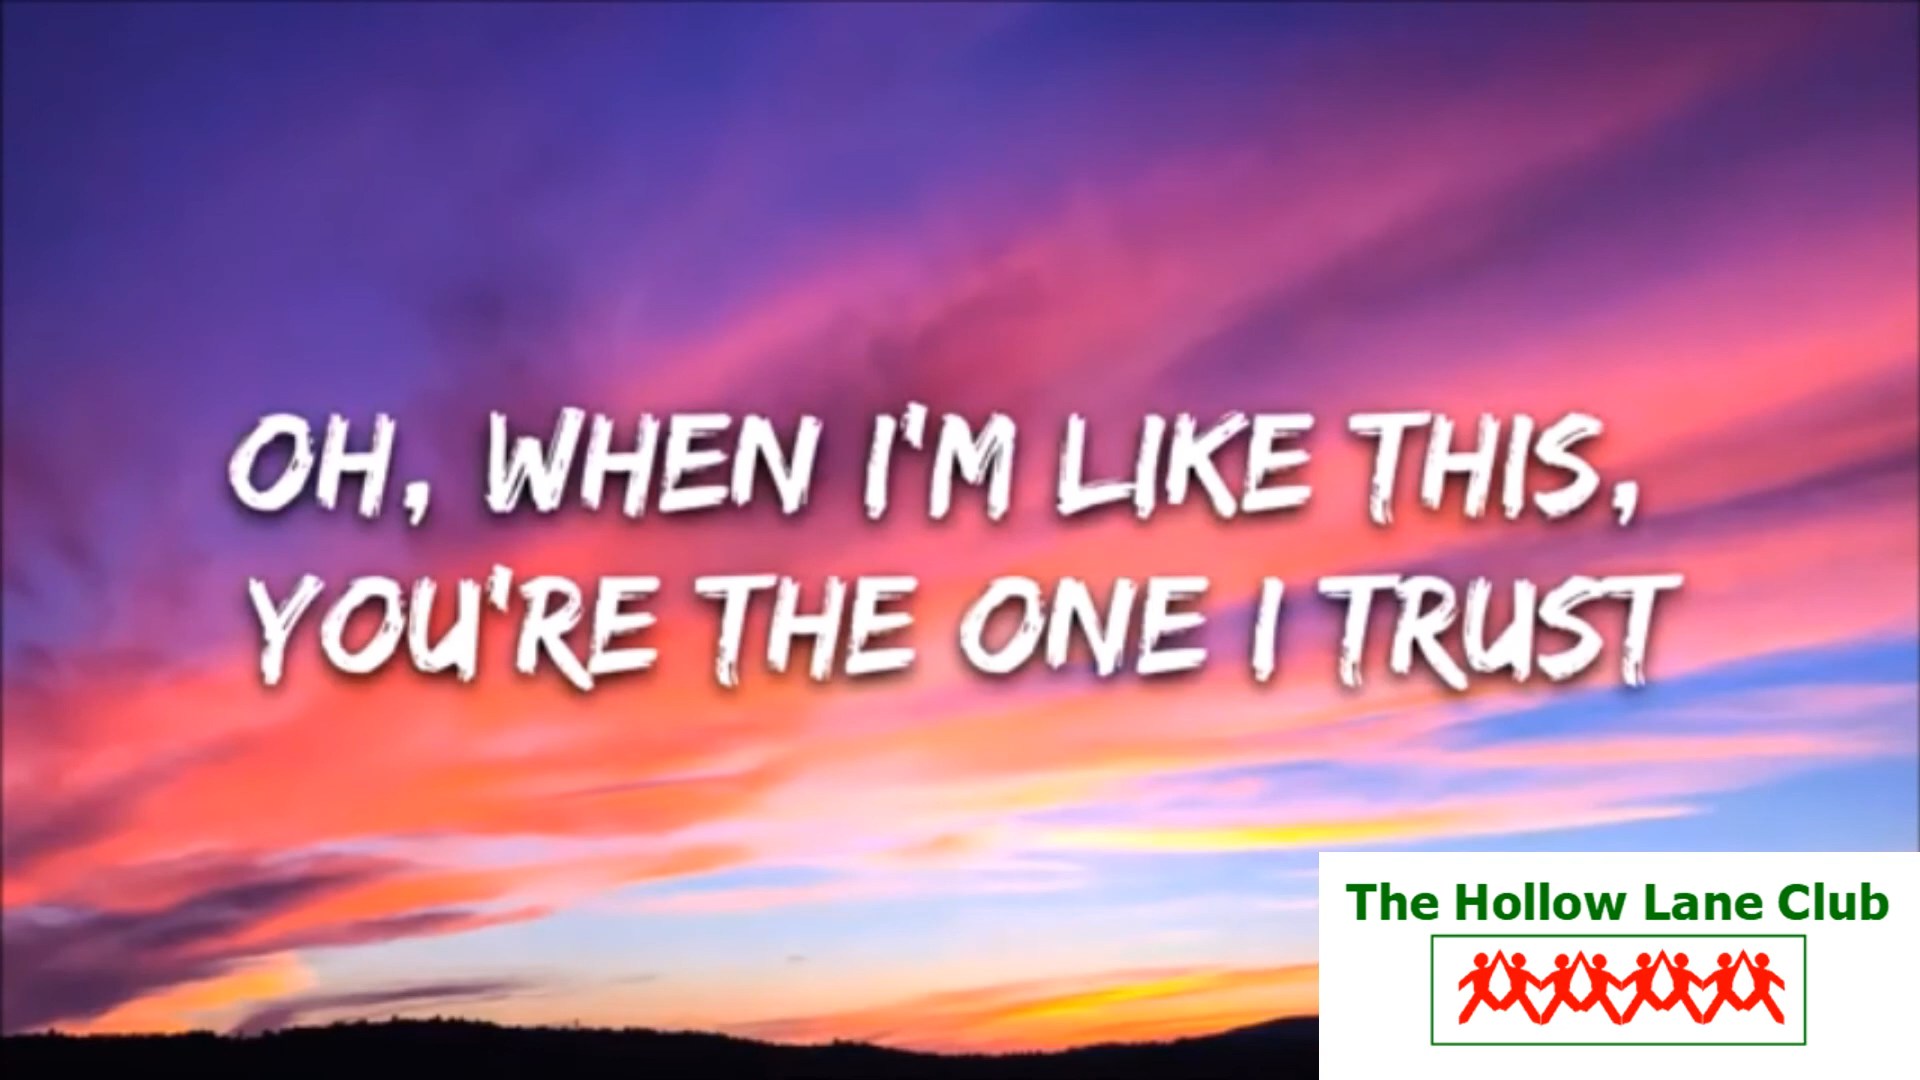 OH, WHEN I'M LIKE THIS,
YOU'RE THE ONE I TRUST
The Hollow Lane Club